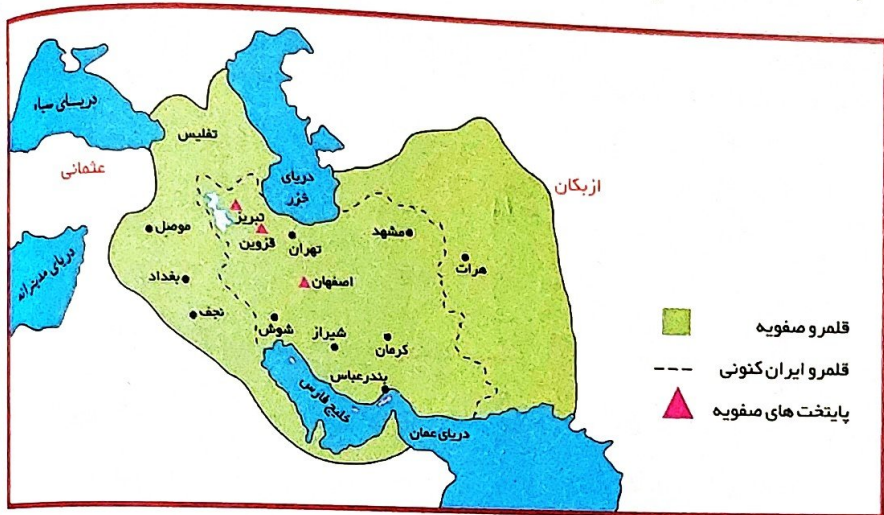 دریـای سیاه
تفلیس
عثمانی
دریای
خزر
ازبکان
تبریز
موصل
قزوین
تهران
مشهد
هرات
دریای مدیترانه
بغداد
اصفهان
نجف
شوش
شیراز
کرمان
بندرعباس
خلیج فارس
دریای عمان
قلمرو صفویه
قلمرو ایران کنونی
پایتخت های صفویه